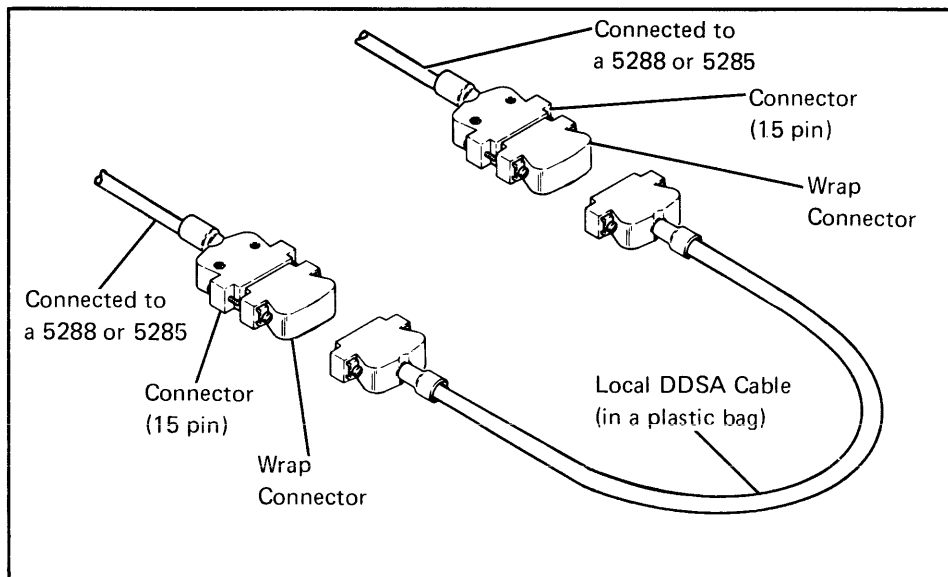 Connected to
a 5288 or 5285
Connector
(15 pin)
Wrap
Connector
Connected to
a 5288 or 5285
Connector
(15 pin)
Wrap
Connector
Local DDSA Cable
(in a plastic bag)